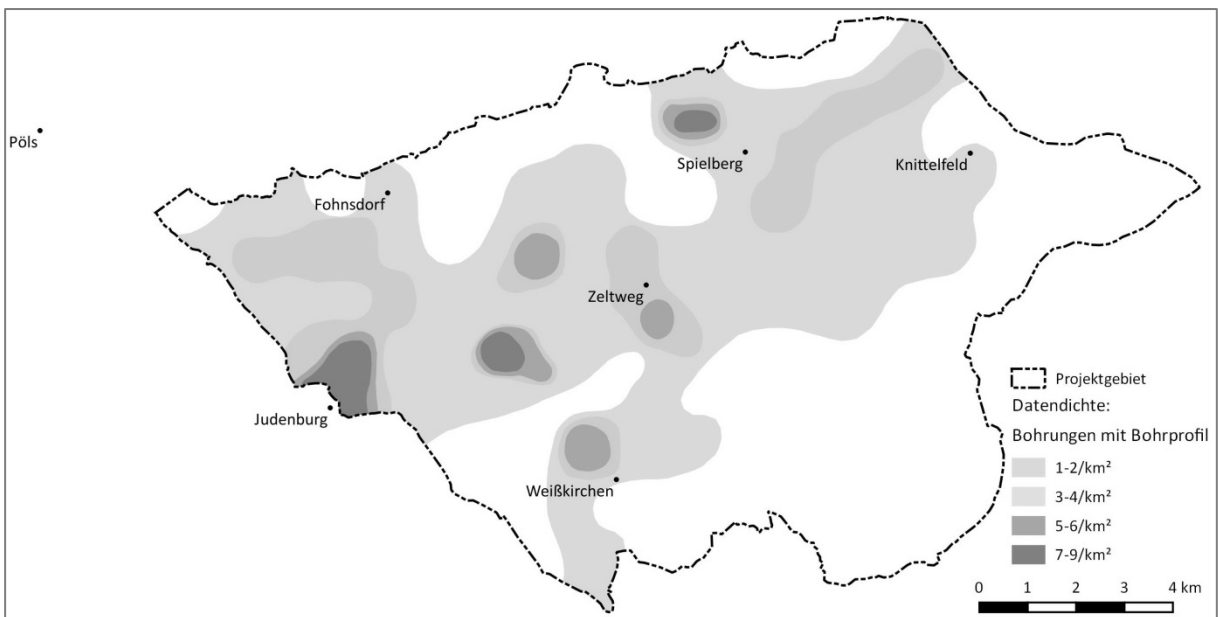 Pöls
Spielberg
Knittelfeld
Fohnsdorf
Zeltweg
Judenburg
Weißkirchen
Projektgebiet
Datendichte:
Bohrungen mit Bohrprofil
1-2/km²
3-4/km²
5-6/km²
7-9/km²
0 1 2 3 4 km